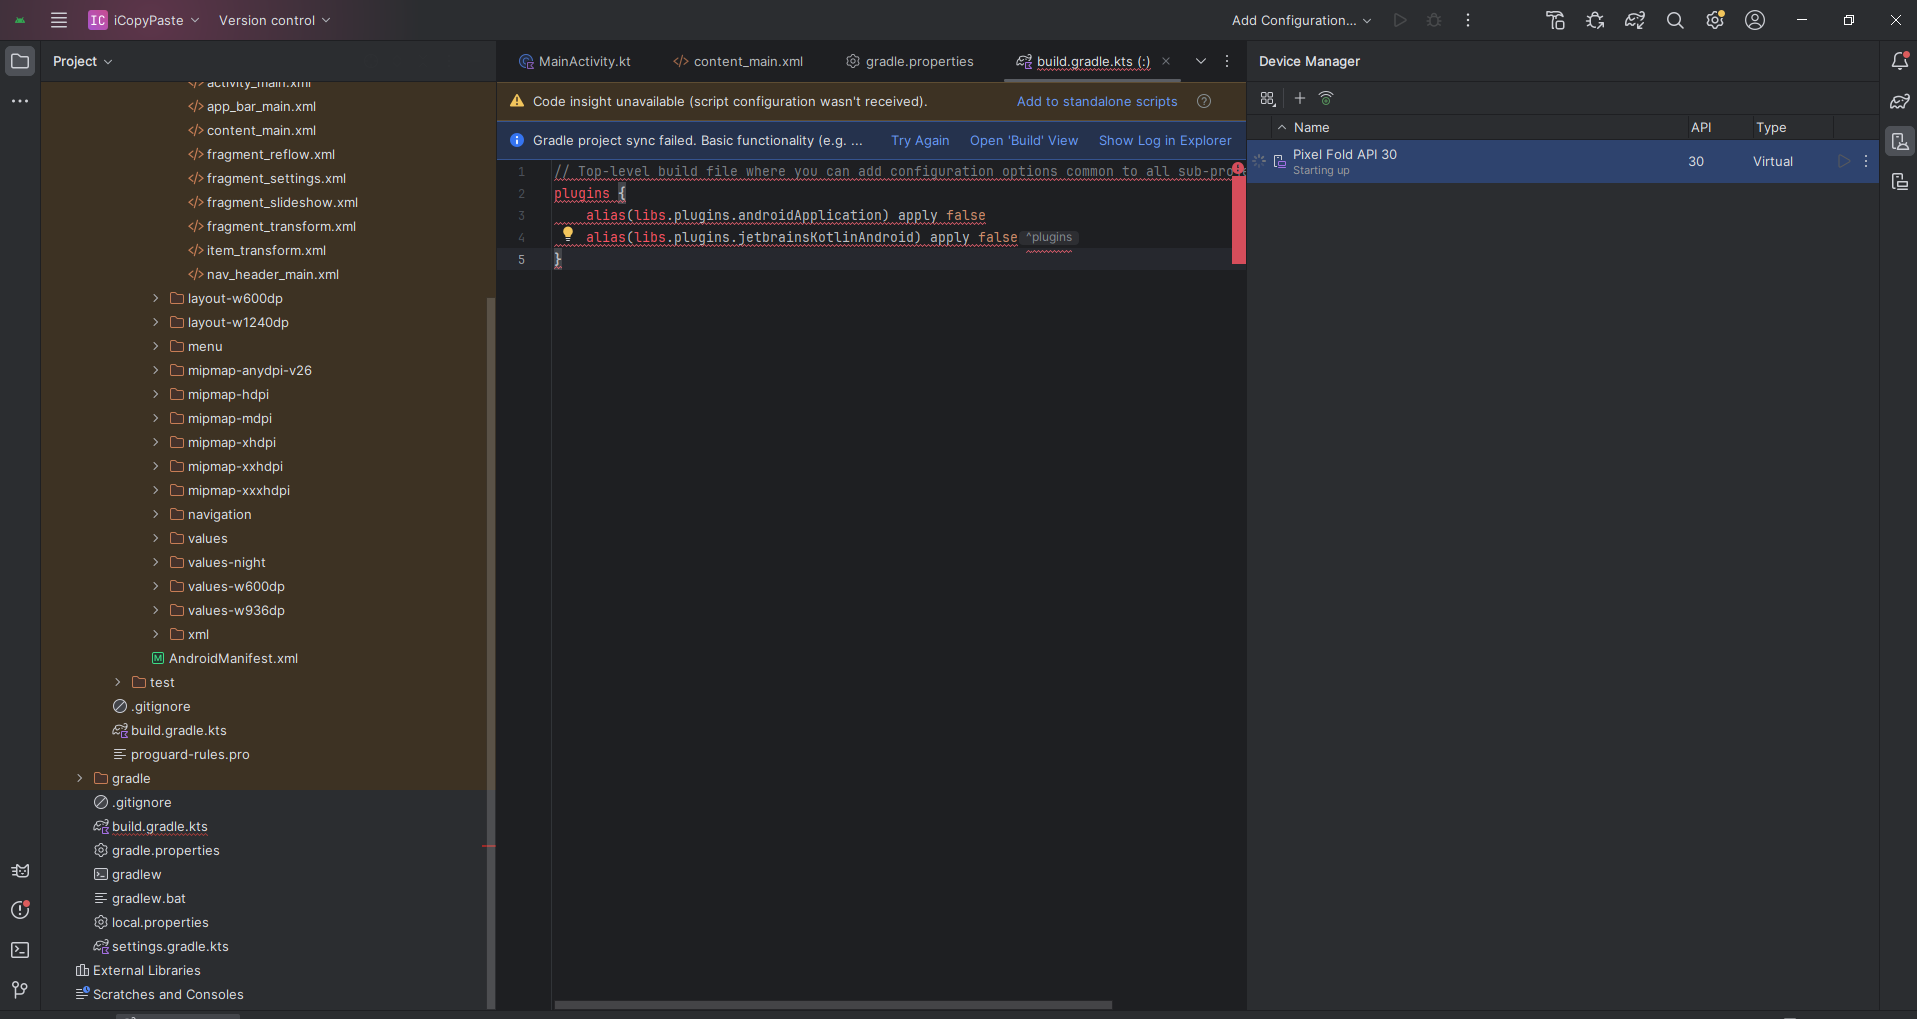 IC iCopyPaste
Version control
Add Configuration...
Project
activity_main.xml
app_bar_main.xml
content_main.xml
fragment_reflow.xml
fragment_settings.xml
fragment_slideshow.xml
fragment_transform.xml
item_transform.xml
nav_header_main.xml
layout-w600dp
layout-w1240dp
menu
mipmap-anydpi-v26
mipmap-hdpi
mipmap-mdpi
mipmap-xhdpi
mipmap-xxhdpi
mipmap-xxxhdpi
navigation
values
values-night
values-w600dp
values-w936dp
xml
M AndroidManifest.xml
test
.gitignore
build.gradle.kts
proguard-rules.pro
gradle
.gitignore
build.gradle.kts
gradle.properties
gradlew
gradlew.bat
local.properties
settings.gradle.kts
External Libraries
Scratches and Consoles
MainActivity.kt
content_main.xml
gradle.properties
build.gradle.kts (:)
Code insight unavailable (script configuration wasn't received).
Add to standalone scripts
Gradle project sync failed. Basic functionality (e.g. ...
Try Again
Open 'Build' View
Show Log in Explorer
1 // Top-level build file where you can add configuration options common to all
2 plugins {
3 alias(libs.plugins.androidApplication) apply false
4 alias(libs.plugins.jetbrainsKotlinAndroid) apply false ^plugins
5 }
Device Manager
Name API Type
Pixel Fold API 30 30 Virtual
Starting up